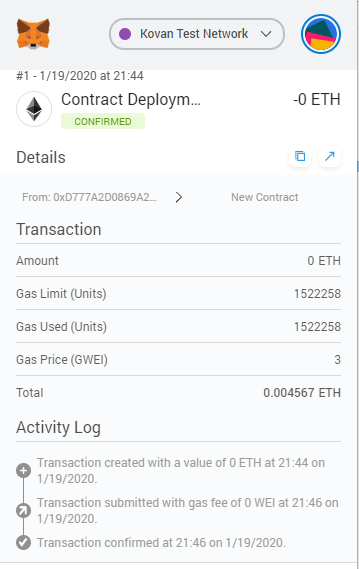 Kovan Test Network
#1 - 1/19/2020 at 21:44
Contract Deploym... -0 ETH
CONFIRMED
Details
From: 0xD777A2D0869A2... New Contract
Transaction
Amount 0 ETH
Gas Limit (Units) 1522258
Gas Used (Units) 1522258
Gas Price (GWEI) 3
Total 0.004567 ETH
Activity Log
Transaction created with a value of 0 ETH at 21:44 on
1/19/2020.
Transaction submitted with gas fee of 0 WEI at 21:46 on
1/19/2020.
Transaction confirmed at 21:46 on 1/19/2020.